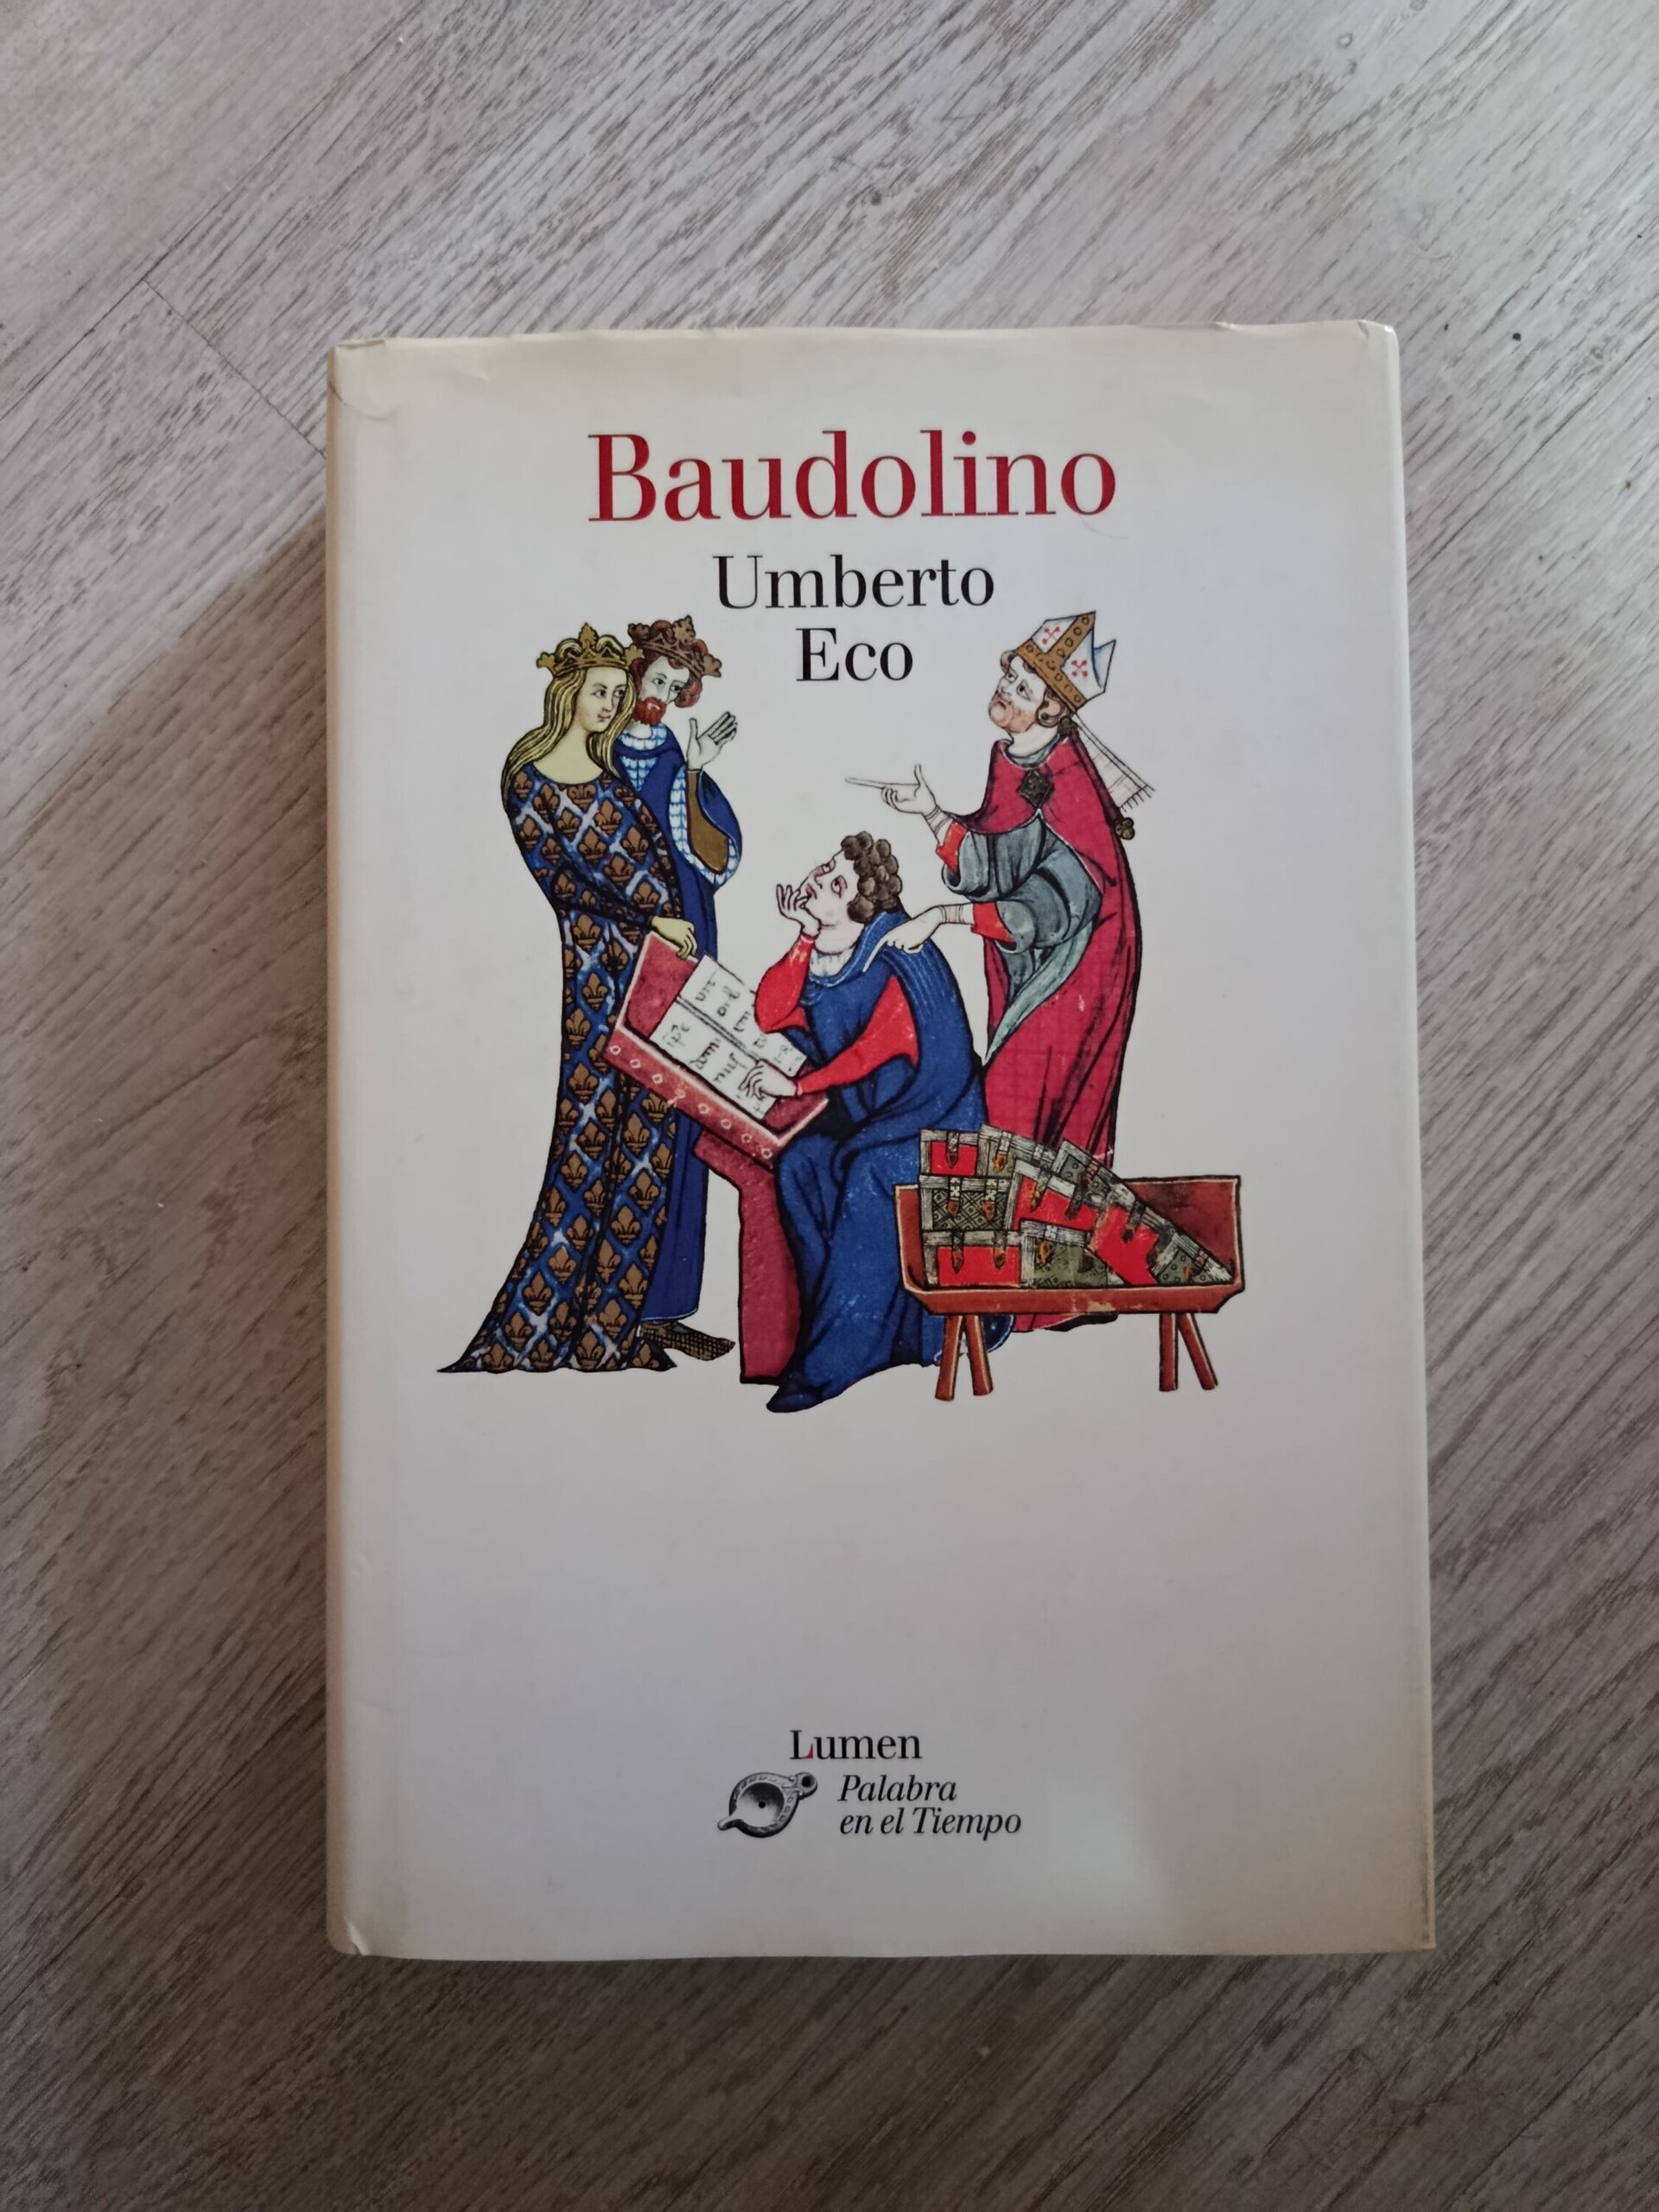 Baudolino
Umberto
Eco
Lumen
Palabra
en el Tiempo